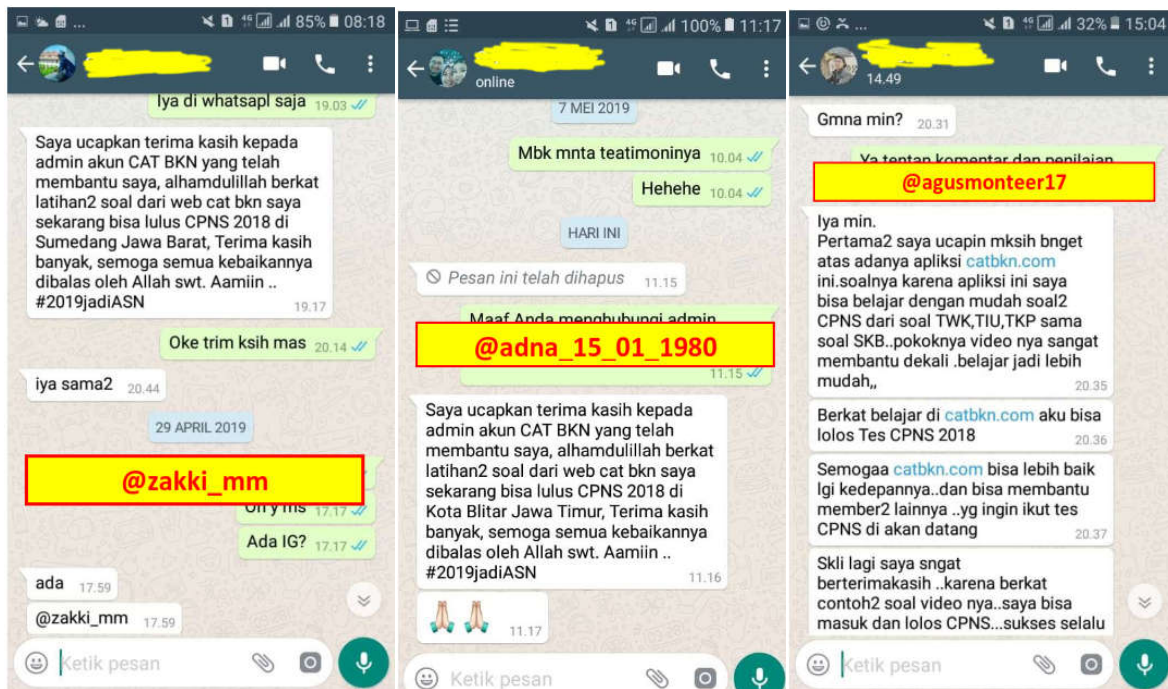 ... 4G 85% 08:18
Iya di whatsapl saja 19.03
Saya ucapkan terima kasih kepada
admin akun CAT BKN yang telah
membantu saya, alhamdulillah berkat
latihan2 soal dari web cat bkn saya
sekarang bisa lulus CPNS 2018 di
Sumedang Jawa Barat, Terima kasih
banyak, semoga semua kebaikannya
dibalas oleh Allah swt. Aamiin ..
#2019jadiASN
19.17
Oke trim ksih mas 20.14
iya sama2 20.44
29 APRIL 2019
@zakki_mm
17.17
Ada IG? 17.17
ada 17.59
@zakki_mm 17.59
Ketik pesan
4G 100% 11:17
online
7 MEI 2019
Mbk mnta teatimoninya 10.04
Hehehe 10.04
HARI INI
Pesan ini telah dihapus 11.15
Maaf Anda menghubungi admin
@adna_15_01_1980
11.15
Saya ucapkan terima kasih kepada
admin akun CAT BKN yang telah
membantu saya, alhamdulillah berkat
latihan2 soal dari web cat bkn saya
sekarang bisa lulus CPNS 2018 di
Kota Blitar Jawa Timur, Terima kasih
banyak, semoga semua kebaikannya
dibalas oleh Allah swt. Aamiin ..
#2019jadiASN
11.16
11.17
Ketik pesan
... 4G 32% 15:04
14.49
Gmna min? 20.31
Ya tentan komentar dan penilaian
@agusmonteer17
Iya min.
Pertama2 saya ucapin mksih bnget
atas adanya apliksi catbkn.com
ini.soalnya karena apliksi ini saya
bisa belajar dengan mudah soal2
CPNS dari soal TWK,TIU,TKP sama
soal SKB..pokoknya video nya sangat
membantu dekali .belajar jadi lebih
mudah,,
20.35
Berkat belajar di catbkn.com aku bisa
lolos Tes CPNS 2018
20.36
Semogaa catbkn.com bisa lebih baik
lgi kedepannya..dan bisa membantu
member2 lainnya ..yg ingin ikut tes
CPNS di akan datang
20.37
Skli lagi saya sngat
berterimakasih ..karena berkat
contoh2 soal video nya..saya bisa
masuk dan lolos CPNS...sukses selalu
Ketik pesan